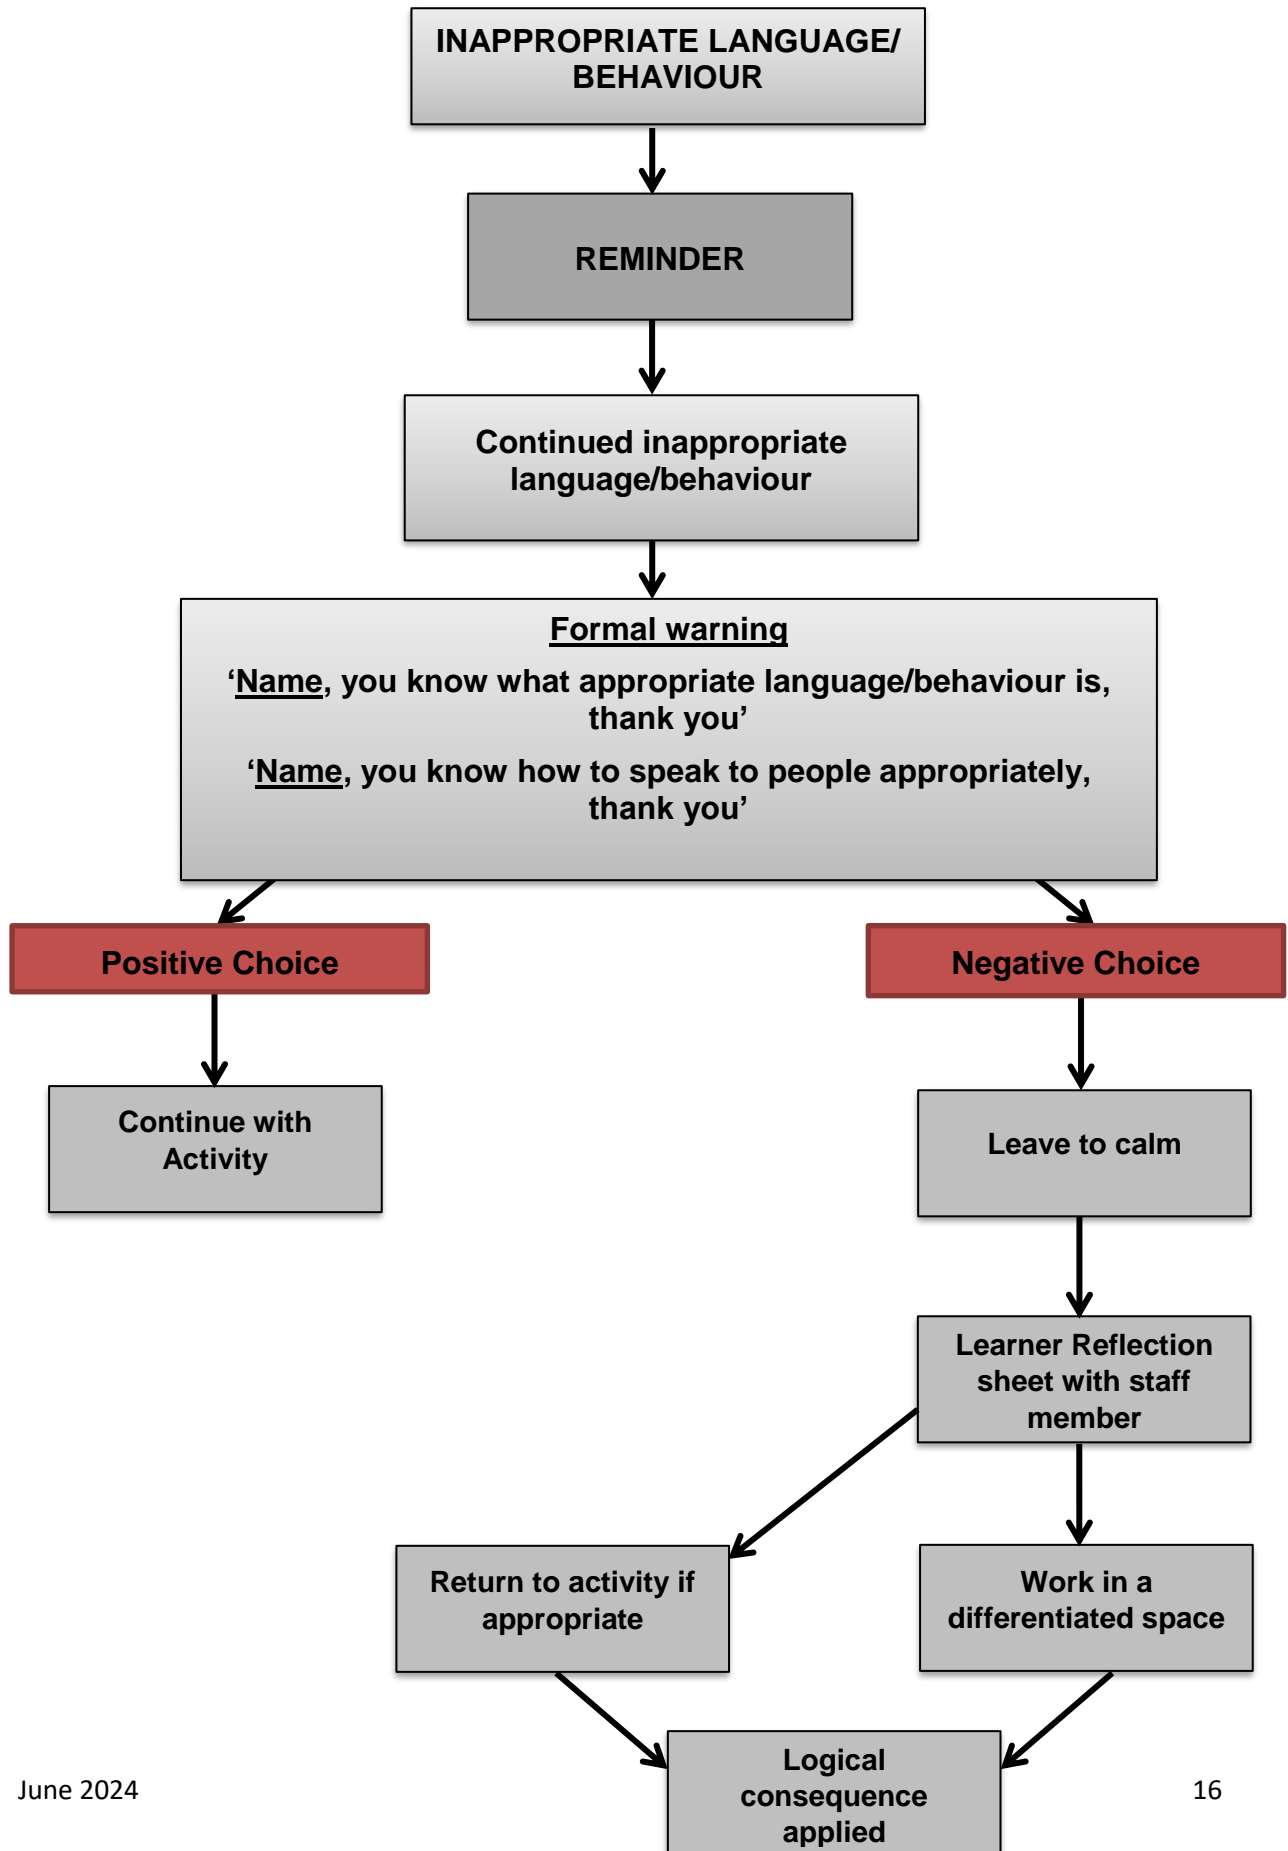 INAPPROPRIATE LANGUAGE/
BEHAVIOUR
REMINDER
Continued inappropriate
language/behaviour
Formal warning
‘Name, you know what appropriate language/behaviour is,
thank you’
‘Name, you know how to speak to people appropriately,
thank you’
Positive Choice
Negative Choice
Continue with
Activity
Leave to calm
Learner Reflection
sheet with staff
member
Return to activity if
appropriate
Work in a
differentiated space
Logical
consequence
applied
June 2024
16